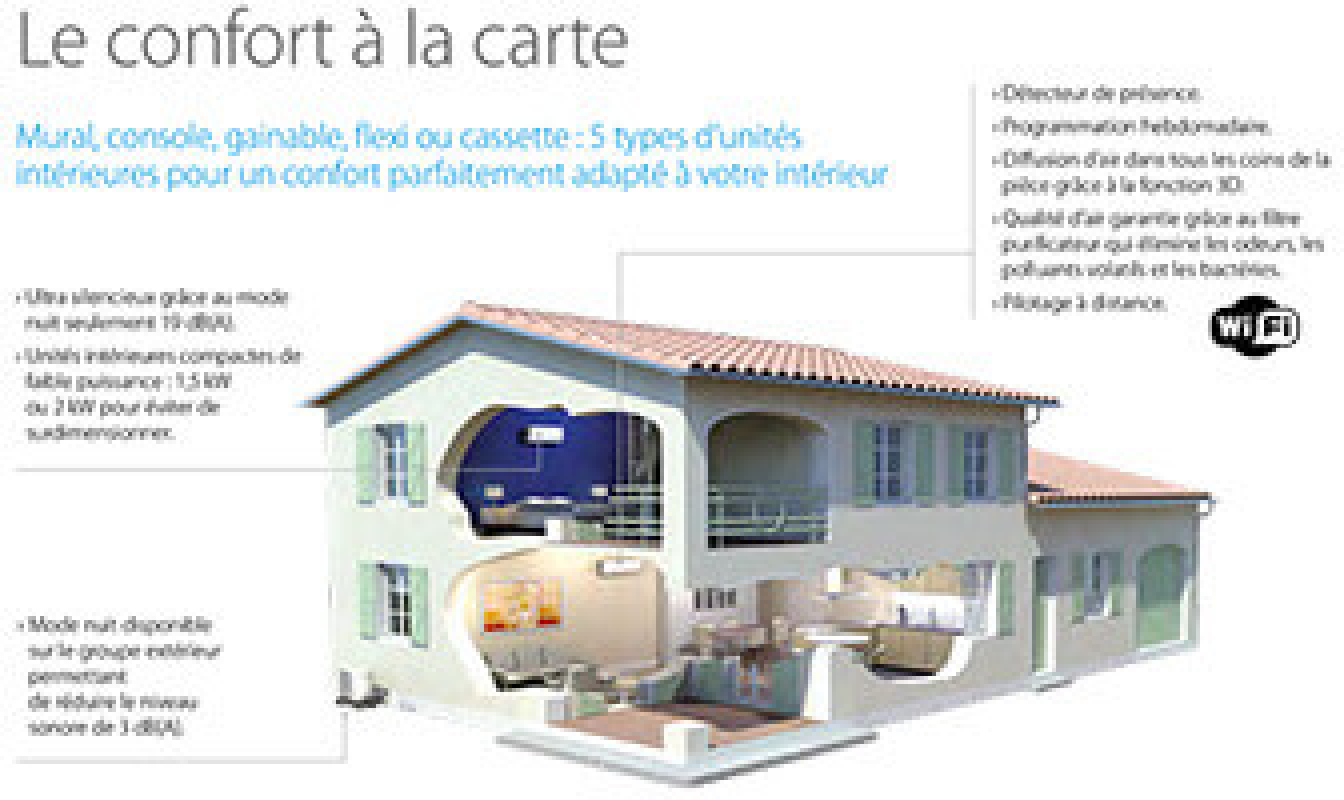 Le confort à la carte
Mural, console, gainable, flexi ou cassette : 5 types d'unités
intérieures pour un confort parfaitement adapté à votre intérieur
› Détecteur de présence.
› Programmation hebdomadaire.
› Diffusion d'air dans tous les coins de la
pièce grâce à la fonction 3D.
› Qualité d'air garantie grâce au filtre
purificateur qui élimine les odeurs, les
polluants volatils et les bactéries.
› Pilotage à distance.
Wi Fi
› Ultra silencieux grâce au mode
nuit seulement 19 dB(A).
› Unités intérieures compactes de
faible puissance : 1,5 kW
ou 2 kW pour éviter de
surdimensionner.
› Mode nuit disponible
sur le groupe extérieur
permettant
de réduire le niveau
sonore de 3 dB(A).